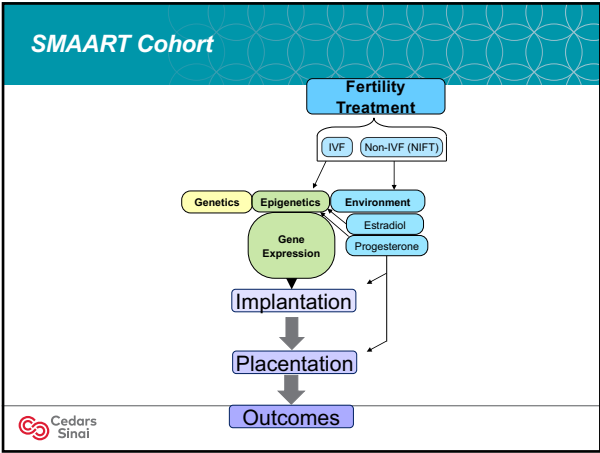 SMAART Cohort
Fertility
Treatment
IVF
Non-IVF (NIFT)
Genetics
Epigenetics
Environment
Estradiol
Progesterone
Gene
Expression
Implantation
Placentation
Outcomes
Cedars
Sinai